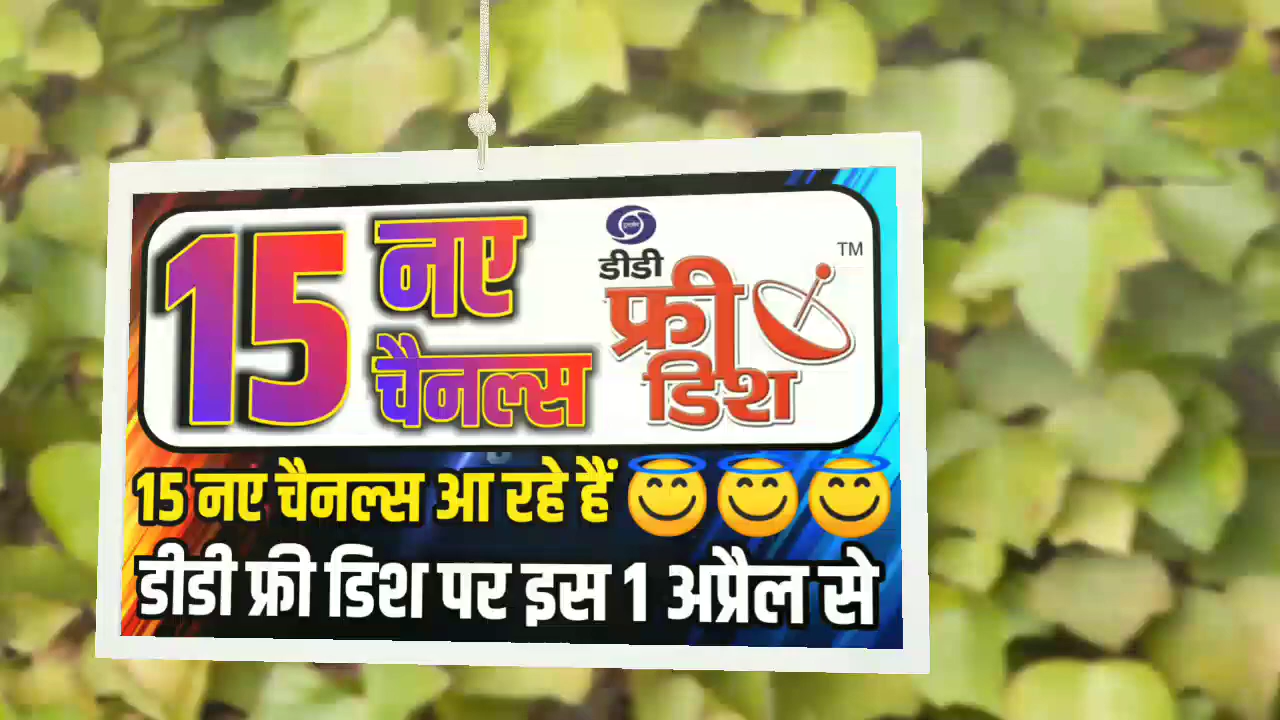 15 नए चैनल्स
डीडी
फ्री TM
डिश
15 नए चैनल्स आ रहे हैं
डीडी फ्री डिश पर इस 1 अप्रैल से